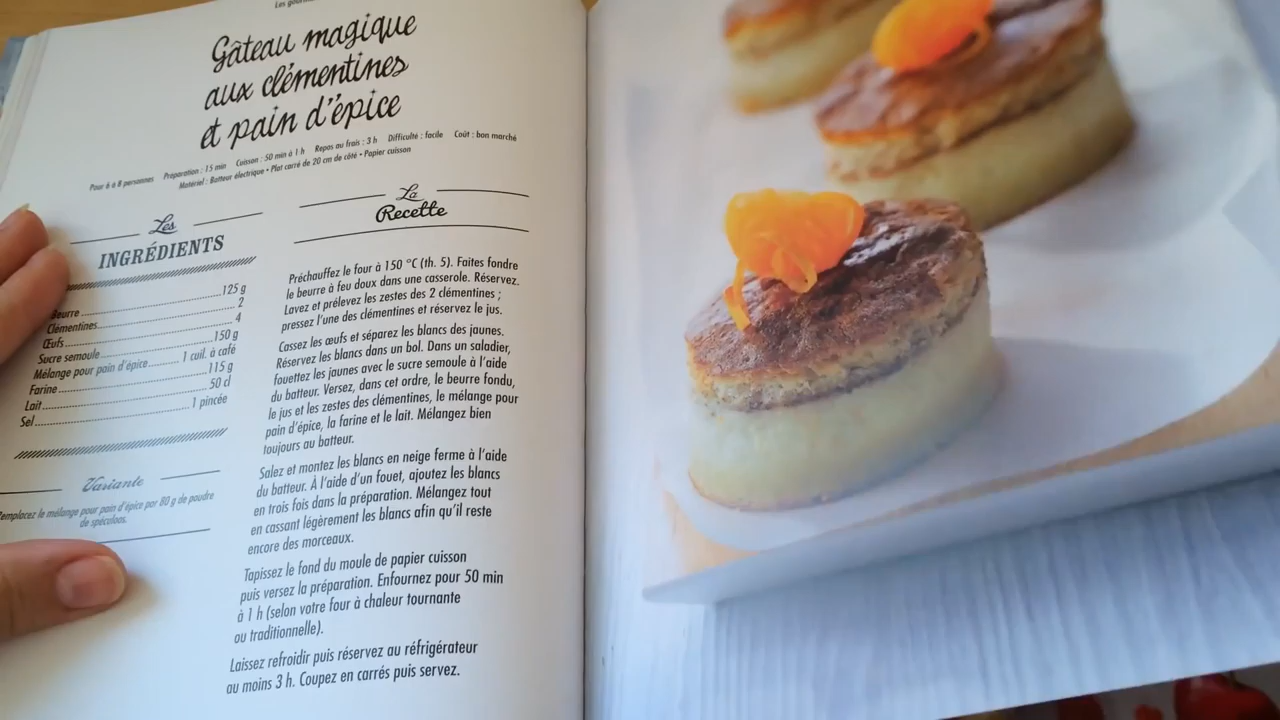 Les
Gâteau magique
aux clémentines
et pain d'épice
Pour 6 à 8 personnes Préparation : 15 min Cuisson : 50 min à 1 h Repos au frais : 3 h Difficulté : facile Coût : bon marché
Matériel : Batteur électrique • Plat carré de 20 cm de côté • Papier cuisson
Les
INGRÉDIENTS
Beurre 125 g
Clémentines 2
Œufs 4
Sucre semoule 150 g
Mélange pour pain d'épice 1 cuil. à café
Farine 115 g
Lait 50 cl
Sel 1 pincée
Variante
Remplacez le mélange pour pain d'épice par 80 g de poudre
de spéculoos.
La
Recette
Préchauffez le four à 150 °C (th. 5). Faites fondre
le beurre à feu doux dans une casserole. Réservez.
Lavez et prélevez les zestes des 2 clémentines ;
pressez l'une des clémentines et réservez le jus.
Cassez les œufs et séparez les blancs des jaunes.
Réservez les blancs dans un bol. Dans un saladier,
fouettez les jaunes avec le sucre semoule à l'aide
du batteur. Versez, dans cet ordre, le beurre fondu,
le jus et les zestes des clémentines, le mélange pour
pain d'épice, la farine et le lait. Mélangez bien
toujours au batteur.
Salez et montez les blancs en neige ferme à l'aide
du batteur. À l'aide d'un fouet, ajoutez les blancs
en trois fois dans la préparation. Mélangez tout
en cassant légèrement les blancs afin qu'il reste
encore des morceaux.
Tapissez le fond du moule de papier cuisson
puis versez la préparation. Enfournez pour 50 min
à 1 h (selon votre four à chaleur tournante
ou traditionnelle).
Laissez refroidir puis réservez au réfrigérateur
au moins 3 h. Coupez en carrés puis servez.